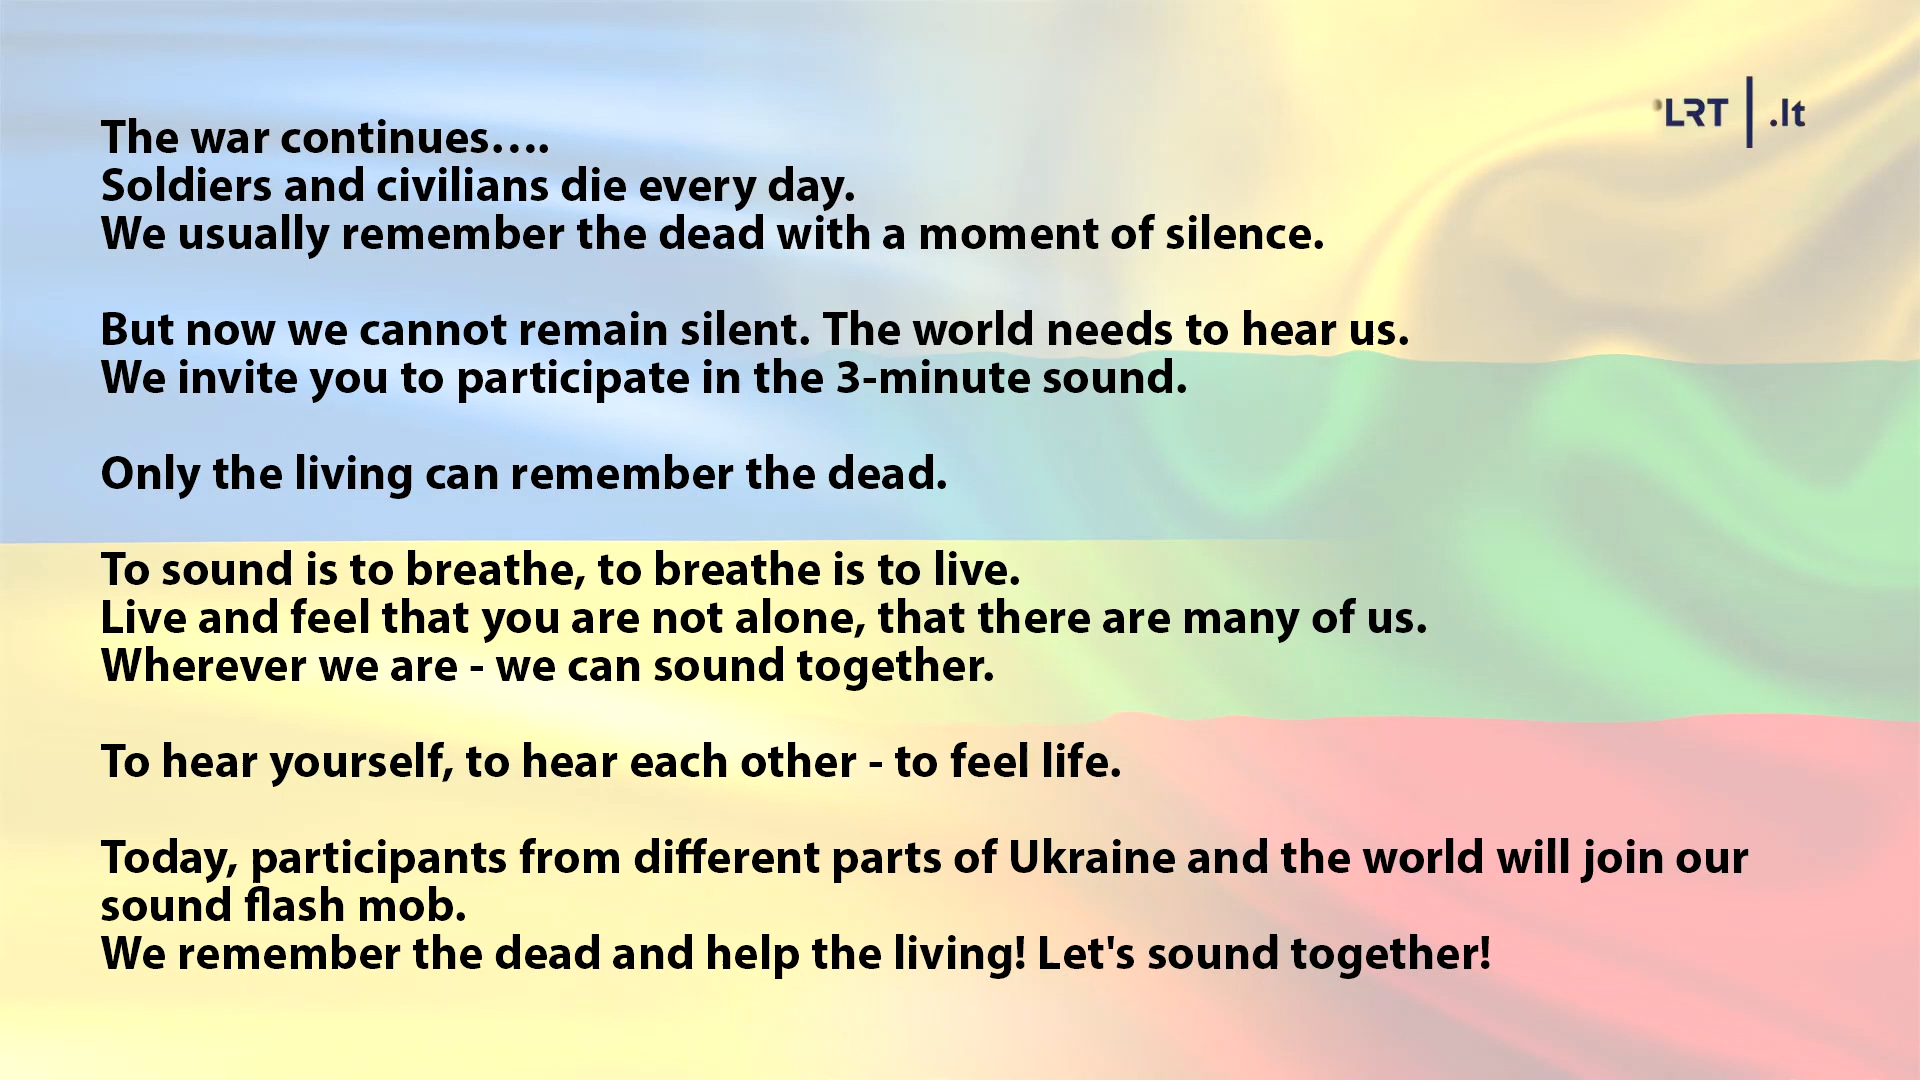 LRT | .lt
The war continues....
Soldiers and civilians die every day.
We usually remember the dead with a moment of silence.
But now we cannot remain silent. The world needs to hear us.
We invite you to participate in the 3-minute sound.
Only the living can remember the dead.
To sound is to breathe, to breathe is to live.
Live and feel that you are not alone, that there are many of us.
Wherever we are - we can sound together.
To hear yourself, to hear each other - to feel life.
Today, participants from different parts of Ukraine and the world will join our
sound flash mob.
We remember the dead and help the living! Let's sound together!